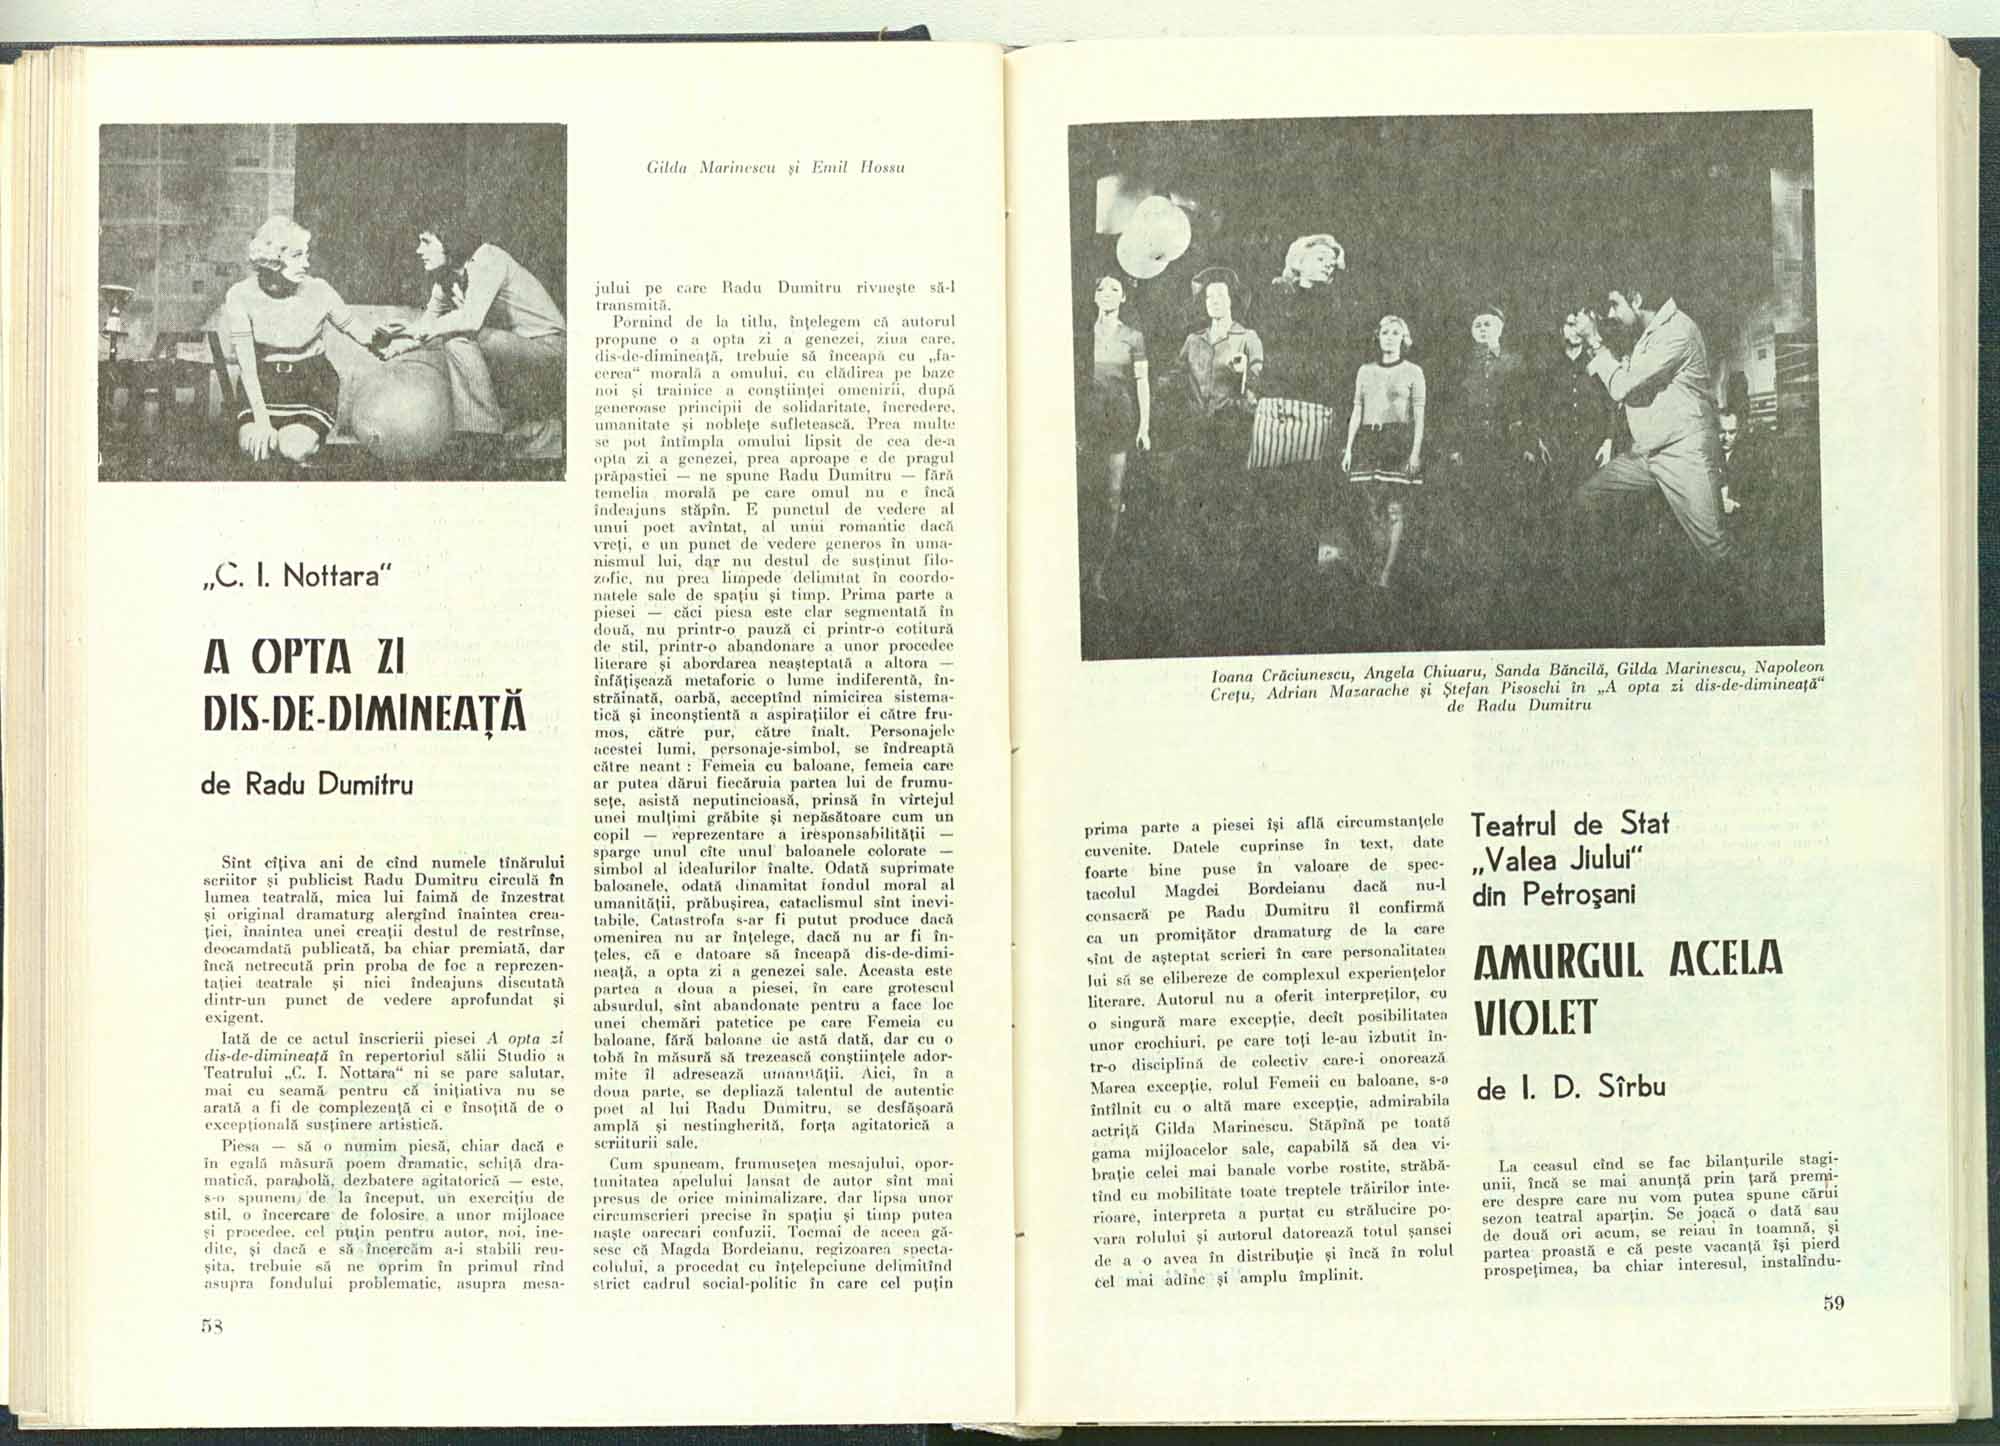 Gilda Marinescu și Emil Hossu
„C. I. Nottara“
A OPTA ZI
DIS-DE-DIMINEAȚĂ
de Radu Dumitru
Sînt cîțiva ani de cînd numele tînărului
scriitor și publicist Radu Dumitru circulă în
lumea teatrală, mica lui faimă de înzestrat
și original dramaturg alergînd înaintea crea-
ției, înaintea unei creații destul de restrînse,
deocamdată publicată, ba chiar premiată, dar
încă netrecută prin proba de foc a reprezen-
tației teatrale și nici îndeajuns discutată
dintr-un punct de vedere aprofundat și
exigent.
Iată de ce actul înscrierii piesei A opta zi
dis-de-dimineață în repertoriul sălii Studio a
Teatrului „C. I. Nottara“ ni se pare salutar,
mai cu seamă pentru că inițiativa nu se
arată a fi de complezență ci e însoțită de o
excepțională susținere artistică.
Piesa — să o numim piesă, chiar dacă e
în egală măsură poem dramatic, schiță dra-
matică, parabolă, dezbatere agitatorică — este,
s-o spunem, de la început, un exercițiu de
stil, o încercare de folosire a unor mijloace
și procedee, cel puțin pentru autor, noi, ine-
dite, și dacă e să încercăm a-i stabili reu-
șita, trebuie să ne oprim în primul rînd
asupra fondului problematic, asupra mesa-
58
jului pe care Radu Dumitru rîvnește să-l
transmită.
Pornind de la titlu, înțelegem că autorul
propune o a opta zi a genezei, ziua care,
dis-de-dimineață, trebuie să înceapă cu „fa-
cerea“ morală a omului, cu clădirea pe baze
noi și trainice a conștiinței omenirii, după
generoase principii de solidaritate, încredere,
umanitate și noblețe sufletească. Prea multe
se pot întîmpla omului lipsit de cea de-a
opta zi a genezei, prea aproape e de pragul
prăpastiei — ne spune Radu Dumitru — fără
temelia morală pe care omul nu e încă
îndeajuns stăpîn. E punctul de vedere al
unui poet avîntat, al unui romantic dacă
vreți, e un punct de vedere generos în uma-
nismul lui, dar nu destul de susținut filo-
zofic, nu prea limpede delimitat în coordo-
natele sale de spațiu și timp. Prima parte a
piesei — căci piesa este clar segmentată în
două, nu printr-o pauză ci printr-o cotitură
de stil, printr-o abandonare a unor procedee
literare și abordarea neașteptată a altora —
înfățișează metaforic o lume indiferentă, în-
străinată, oarbă, acceptînd nimicirea sistema-
tică și inconștientă a aspirațiilor ei către fru-
mos, către pur, către înalt. Personajele
acestei lumi, personaje-simbol, se îndreaptă
către neant : Femeia cu baloane, femeia care
ar putea dărui fiecăruia partea lui de frumu-
sețe, asistă neputincioasă, prinsă în vîrtejul
unei mulțimi grăbite și nepăsătoare cum un
copil — reprezentare a iresponsabilității —
sparge unul cîte unul baloanele colorate —
simbol al idealurilor înalte. Odată suprimate
baloanele, odată dinamitat fondul moral al
umanității, prăbușirea, cataclismul sînt inevi-
tabile. Catastrofa s-ar fi putut produce dacă
omenirea nu ar înțelege, dacă nu ar fi în-
țeles, că e datoare să înceapă dis-de-dimi-
neață, a opta zi a genezei sale. Aceasta este
partea a doua a piesei, în care grotescul
absurdul, sînt abandonate pentru a face loc
unei chemări patetice pe care Femeia cu
baloane, fără baloane de astă dată, dar cu o
tobă în măsură să trezească conștiințele ador-
mite îl adresează umanității. Aici, în a
doua parte, se depliază talentul de autentic
poet al lui Radu Dumitru, se desfășoară
amplă și nestingherită, forța agitatorică a
scriiturii sale.
Cum spuneam, frumusețea mesajului, opor-
tunitatea apelului lansat de autor sînt mai
presus de orice minimalizare, dar lipsa unor
circumscrieri precise în spațiu și timp putea
naște oarecari confuzii. Tocmai de aceea gă-
sesc că Magda Bordeianu, regizoarea specta-
colului, a procedat cu înțelepciune delimitînd
strict cadrul social-politic în care cel puțin
Ioana Crăciunescu, Angela Chiuaru, Sanda Băncilă, Gilda Marinescu, Napoleon
Crețu, Adrian Mazarache și Ștefan Pisoschi în „A opta zi dis-de-dimineață“
de Radu Dumitru
prima parte a piesei își află circumstanțele
cuvenite. Datele cuprinse în text, date
foarte bine puse în valoare de spec-
tacolul Magdei Bordeianu dacă nu-l
consacră pe Radu Dumitru îl confirmă
ca un promițător dramaturg de la care
sînt de așteptat scrieri în care personalitatea
lui să se elibereze de complexul experiențelor
literare. Autorul nu a oferit interpreților, cu
o singură mare excepție, decît posibilitatea
unor crochiuri, pe care toți le-au izbutit în-
tr-o disciplină de colectiv care-i onorează
Marea excepție, rolul Femeii cu baloane, s-a
întîlnit cu o altă mare excepție, admirabila
actriță Gilda Marinescu. Stăpînă pe toată
gama mijloacelor sale, capabilă să dea vi-
brație celei mai banale vorbe rostite, străbă-
tînd cu mobilitate toate treptele trăirilor inte-
rioare, interpreta a purtat cu strălucire po-
vara rolului și autorul datorează totul șansei
de a o avea în distribuție și încă în rolul
cel mai adînc și amplu împlinit.
Teatrul de Stat
„Valea Jiului“
din Petroșani
AMURGUL ACELA
VIOLET
de I. D. Sîrbu
La ceasul cînd se fac bilanțurile stagi-
unii, încă se mai anunță prin țară premi-
ere despre care nu vom putea spune cărui
sezon teatral aparțin. Se joacă o dată sau
de două ori acum, se reiau în toamnă, și
partea proastă e că peste vacanță își pierd
prospețimea, ba chiar interesul, instalîndu-
59